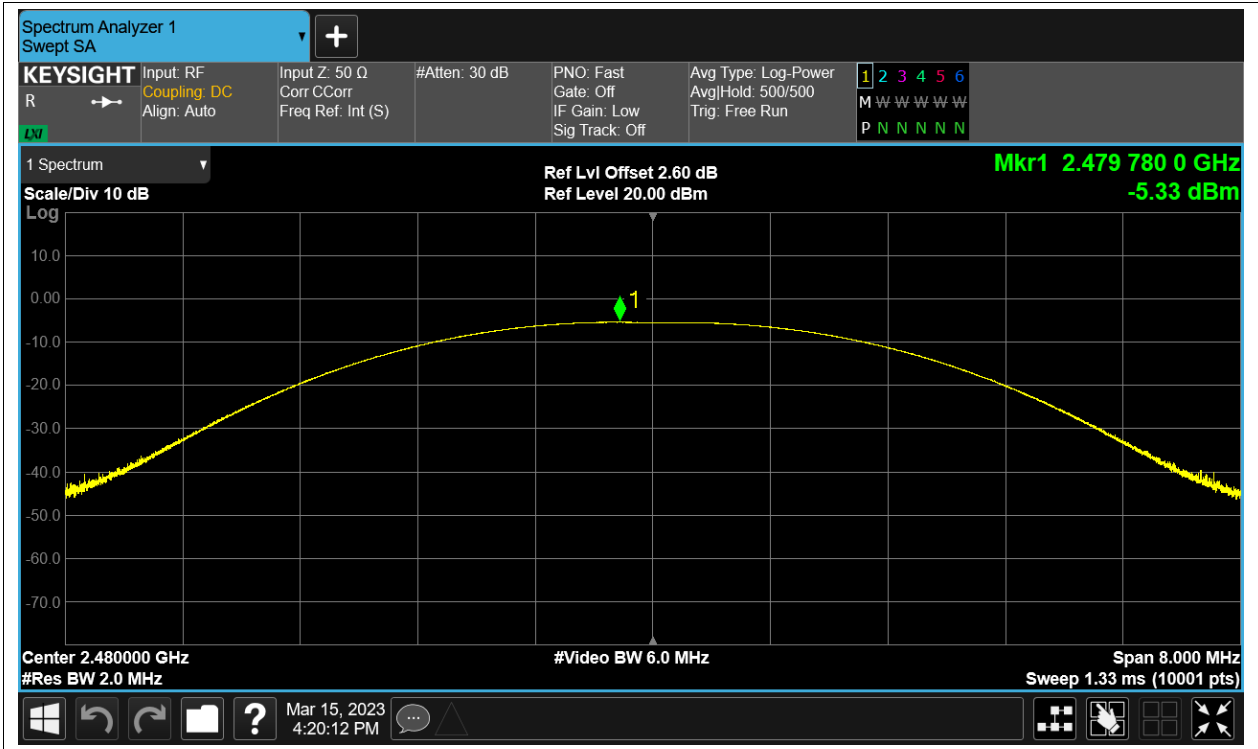 Spectrum Analyzer 1
Swept SA
+
KEYSIGHT
R
LXI
Input: RF
Coupling: DC
Align: Auto
Input Z: 50 Ω
Corr CCorr
Freq Ref: Int (S)
#Atten: 30 dB
PNO: Fast
Gate: Off
IF Gain: Low
Sig Track: Off
Avg Type: Log-Power
Avg|Hold: 500/500
Trig: Free Run
1 2 3 4 5 6
M W W W W W
P N N N N N
1 Spectrum
Scale/Div 10 dB
Log
Ref Lvl Offset 2.60 dB
Ref Level 20.00 dBm
Mkr1 2.479 780 0 GHz
-5.33 dBm
1
10.0
0.00
-10.0
-20.0
-30.0
-40.0
-50.0
-60.0
-70.0
Center 2.480000 GHz
#Res BW 2.0 MHz
#Video BW 6.0 MHz
Span 8.000 MHz
Sweep 1.33 ms (10001 pts)
?
Mar 15, 2023
4:20:12 PM